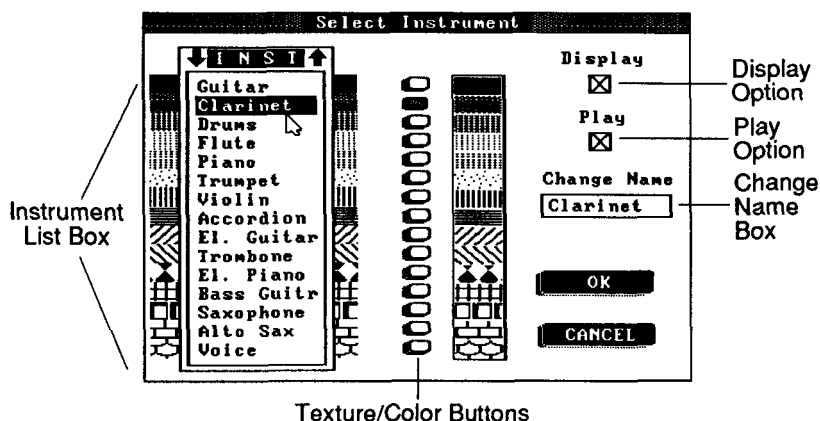 Select Instrument
INST
Guitar
Clarinet
Drums
Flute
Piano
Trumpet
Violin
Accordion
El. Guitar
Trombone
El. Piano
Bass Guitr
Saxophone
Alto Sax
Voice
Display
Play
Change Name
Clarinet
OK
CANCEL
Display
Option
Play
Option
Change
Name
Box
Instrument
List Box
Texture/Color Buttons